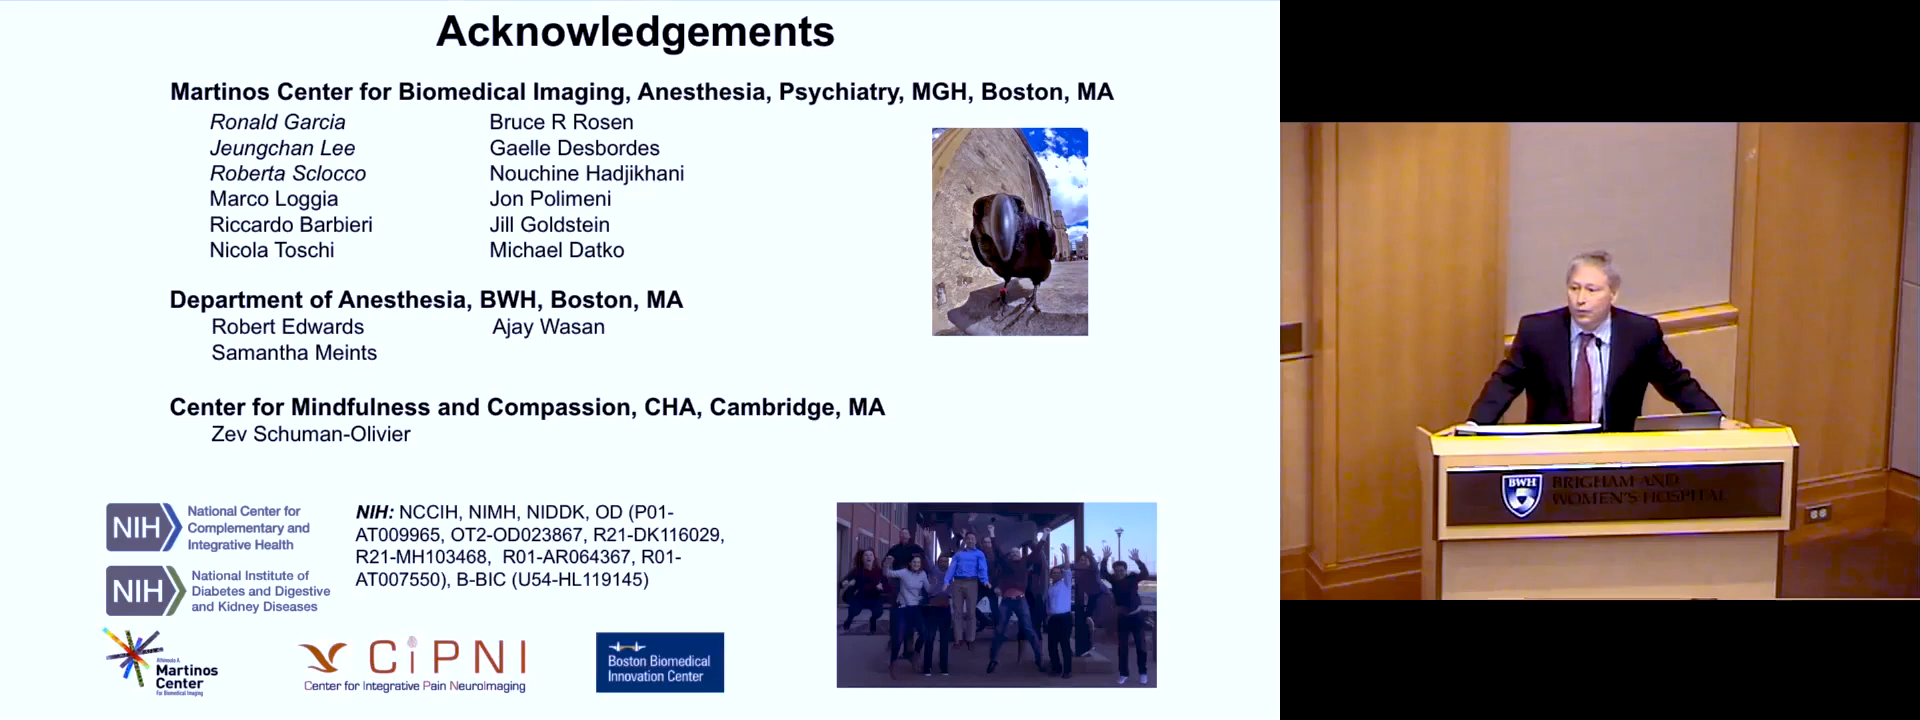 Acknowledgements
Martinos Center for Biomedical Imaging, Anesthesia, Psychiatry, MGH, Boston, MA
Ronald Garcia
Jeungchan Lee
Roberta Sclocco
Marco Loggia
Riccardo Barbieri
Nicola Toschi
Bruce R Rosen
Gaelle Desbordes
Nouchine Hadjikhani
Jon Polimeni
Jill Goldstein
Michael Datko
Department of Anesthesia, BWH, Boston, MA
Robert Edwards
Samantha Meints
Ajay Wasan
Center for Mindfulness and Compassion, CHA, Cambridge, MA
Zev Schuman-Olivier
NIH
National Center for
Complementary and
Integrative Health
NIH
National Institute of
Diabetes and Digestive
and Kidney Diseases
NIH: NCCIH, NIMH, NIDDK, OD (P01-
AT009965, OT2-OD023867, R21-DK116029,
R21-MH103468, R01-AR064367, R01-
AT007550), B-BIC (U54-HL119145)
Martinos
Center
For Biomedical Imaging
CiPNI
Center for Integrative Pain NeuroImaging
Boston Biomedical
Innovation Center
BWH
BRIGHAM AND
WOMEN'S HOSPITAL